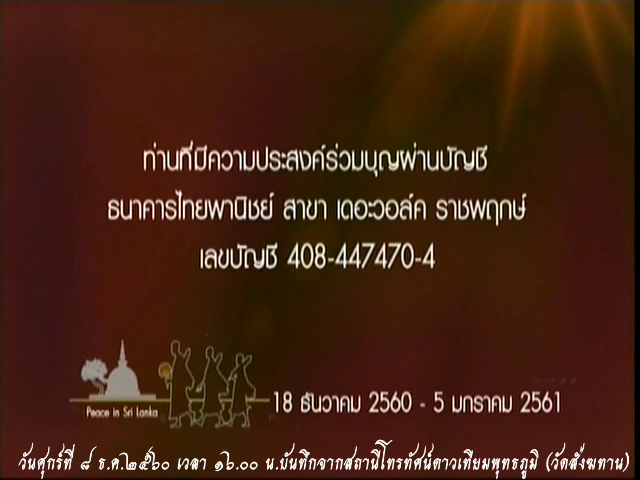 ท่านที่มีความประสงค์ร่วมบุญผ่านบัญชี
ธนาคารไทยพานิชย์ สาขา เดอะวอล์ค ราชพฤกษ์
เลขบัญชี 408-447470-4
Peace in Sri Lanka
18 ธันวาคม 2560 - 5 มกราคม 2561
วันศุกร์ที่ ๘ ธ.ค.๒๕๖๐ เวลา ๑๖.๐๐ น.บันทึกจากสถานีโทรทัศน์ดาวเทียมพุทธภูมิ (วัดสังฆทาน)